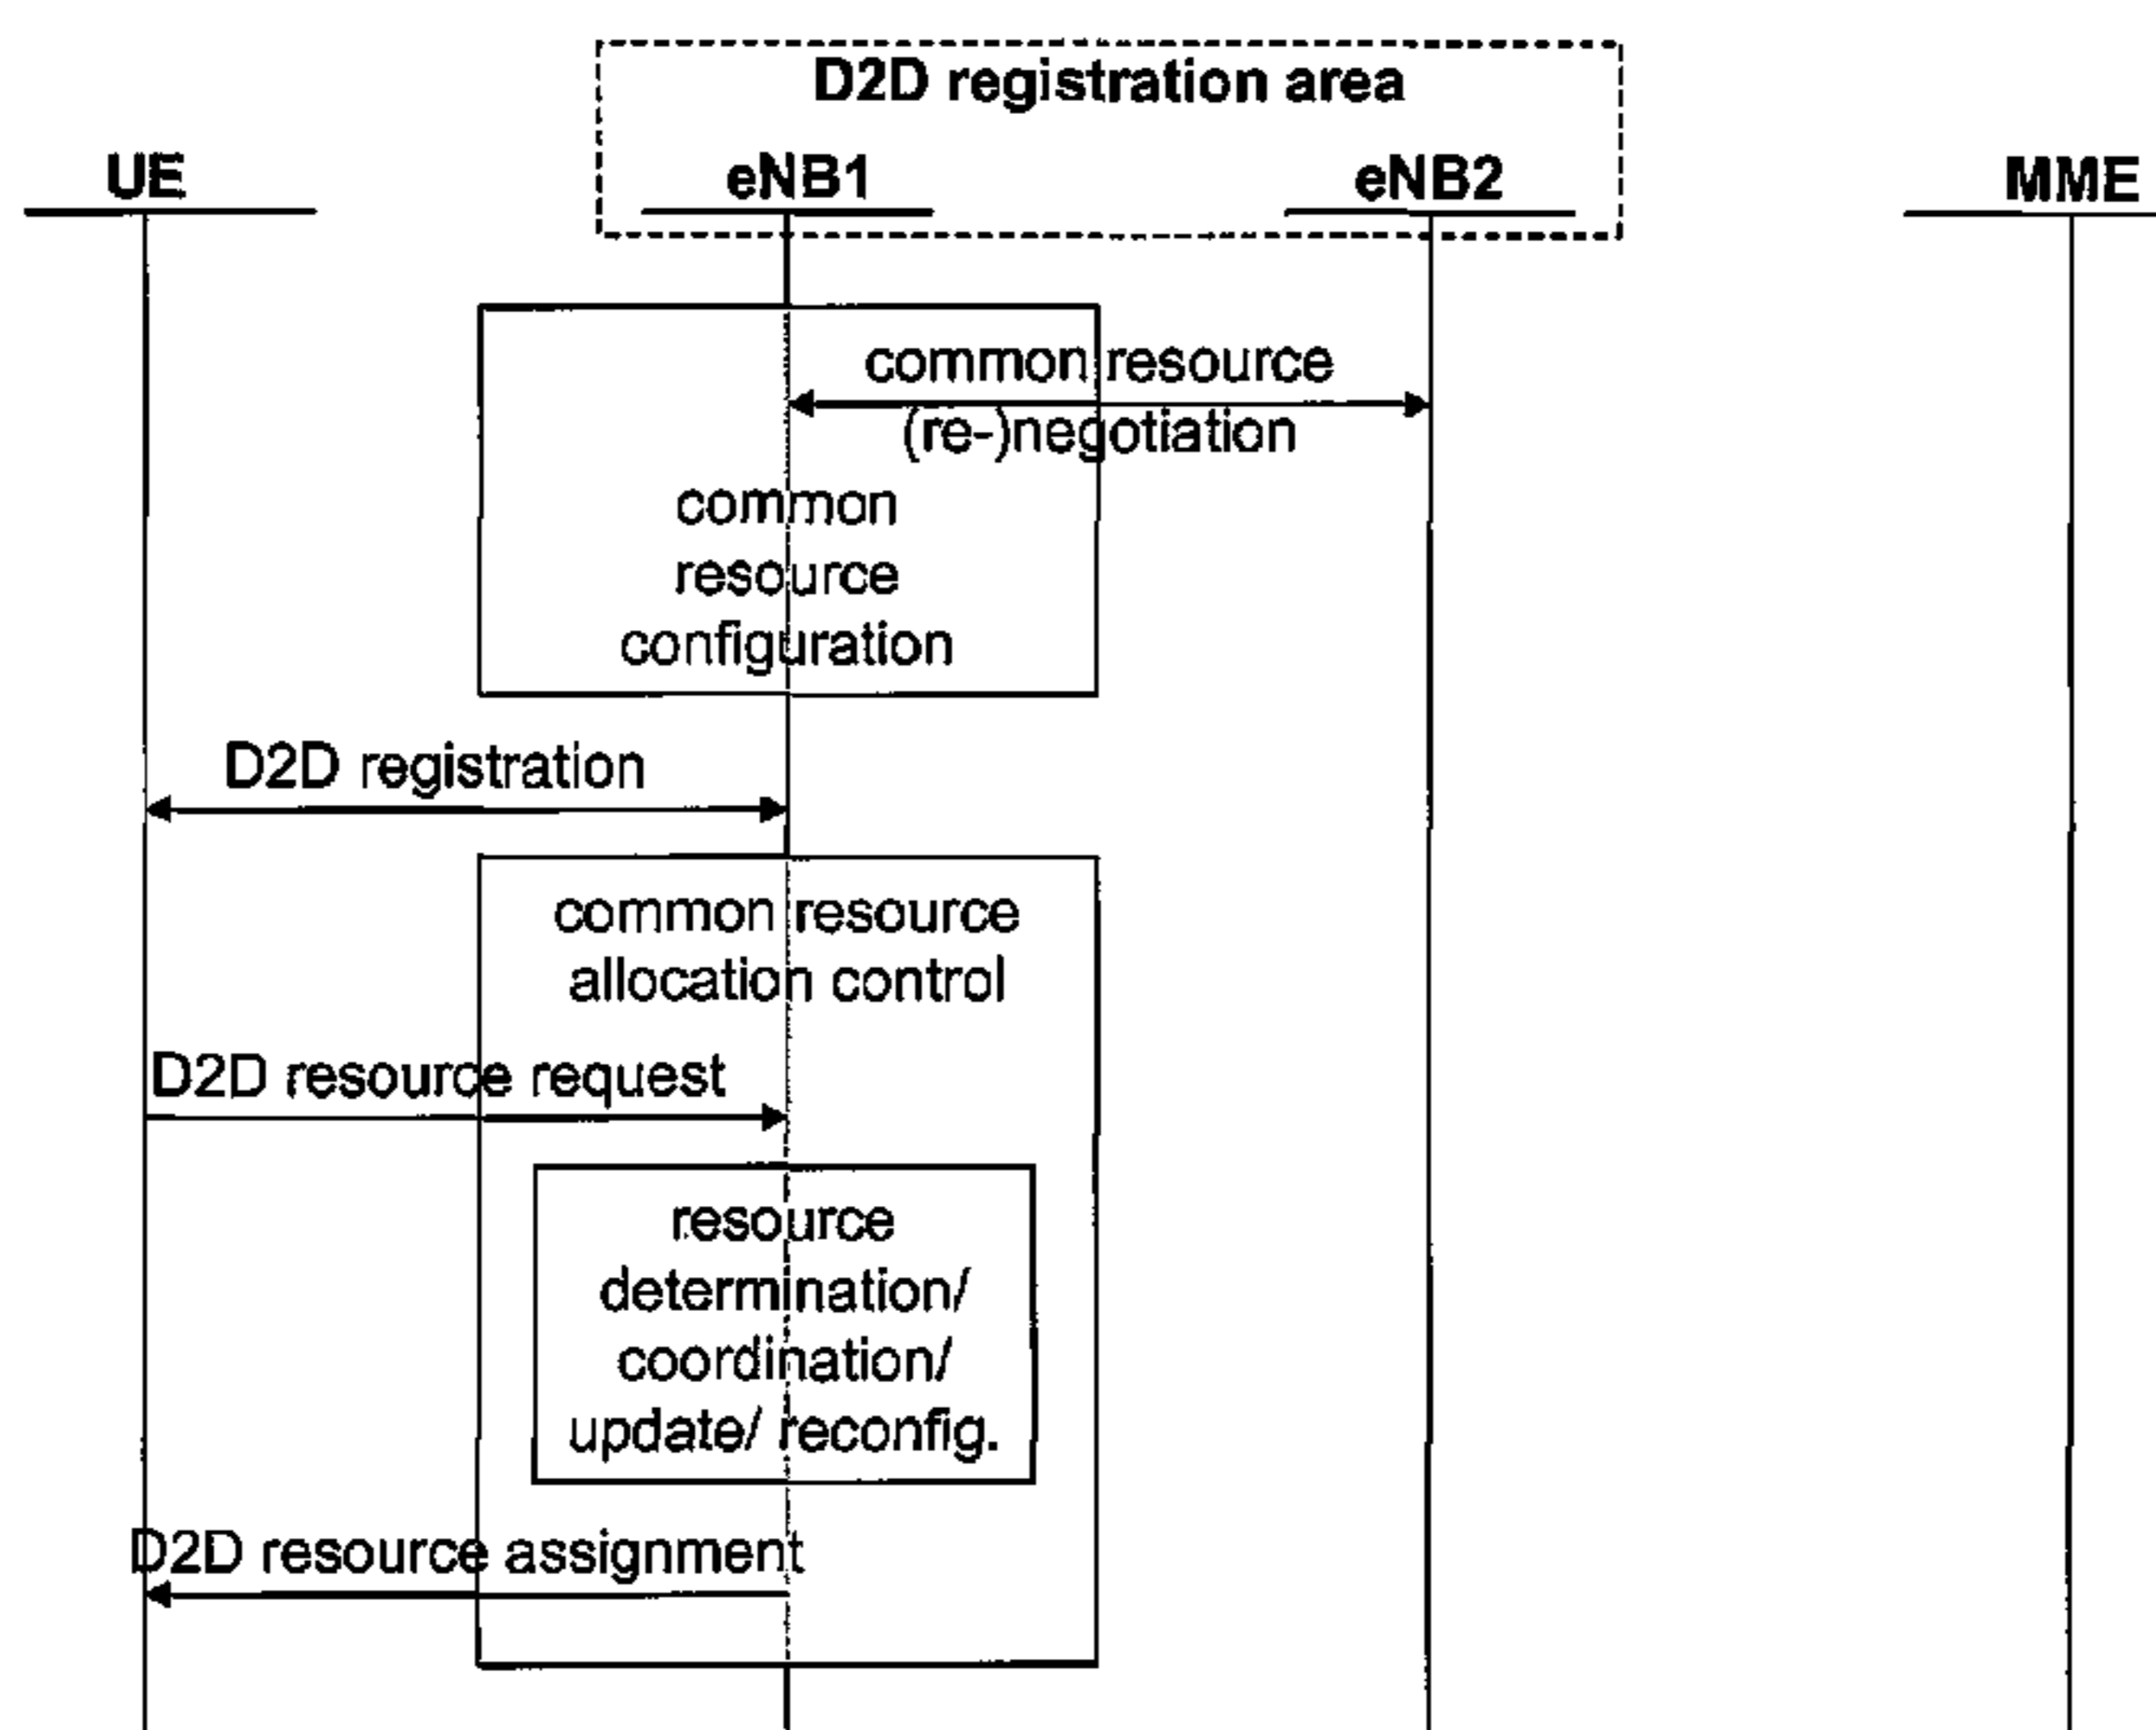 D2D registration area
UE
eNB1
eNB2
MME
common resource
(re-)negotiation
common
resource
configuration
D2D registration
common resource
allocation control
D2D resource request
resource
determination/
coordination/
update/ reconfig.
D2D resource assignment